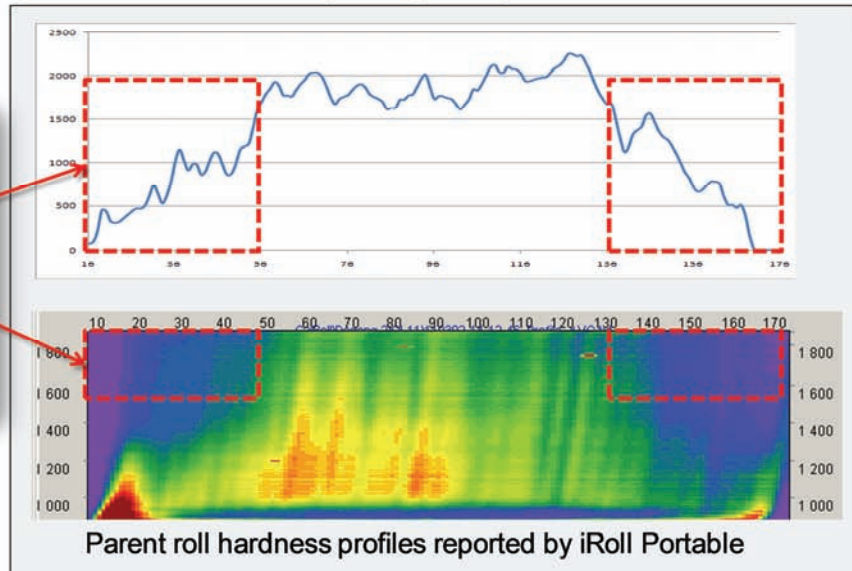 2500
2000
1500
1000
500
0
16 36 56 76 96 116 136 156 176
10 20 30 40 50 60 70 80 90 100 110 120 130 140 150 160 170
1 800 1 800
1 600 1 600
1 400 1 400
1 200 1 200
1 000 1 000
Parent roll hardness profiles reported by iRoll Portable